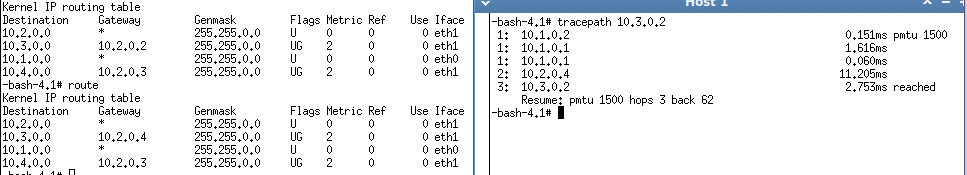 Kernel IP routing table
Destination Gateway Genmask Flags Metric Ref Use Iface
10.2.0.0 * 255.255.0.0 U 0 0 0 eth1
10.3.0.0 10.2.0.2 255.255.0.0 UG 2 0 0 eth1
10.1.0.0 * 255.255.0.0 U 0 0 0 eth0
10.4.0.0 10.2.0.3 255.255.0.0 UG 2 0 0 eth1
-bash-4.1# route
Kernel IP routing table
Destination Gateway Genmask Flags Metric Ref Use Iface
10.2.0.0 * 255.255.0.0 U 0 0 0 eth1
10.3.0.0 10.2.0.4 255.255.0.0 UG 2 0 0 eth1
10.1.0.0 * 255.255.0.0 U 0 0 0 eth0
10.4.0.0 10.2.0.3 255.255.0.0 UG 2 0 0 eth1
-bash-4.1#
Host 1
-bash-4.1# tracepath 10.3.0.2
1: 10.1.0.2 0.151ms pmtu 1500
1: 10.1.0.1 1.616ms
1: 10.1.0.1 0.060ms
2: 10.2.0.4 11.205ms
3: 10.3.0.2 2.753ms reached
Resume: pmtu 1500 hops 3 back 62
-bash-4.1#